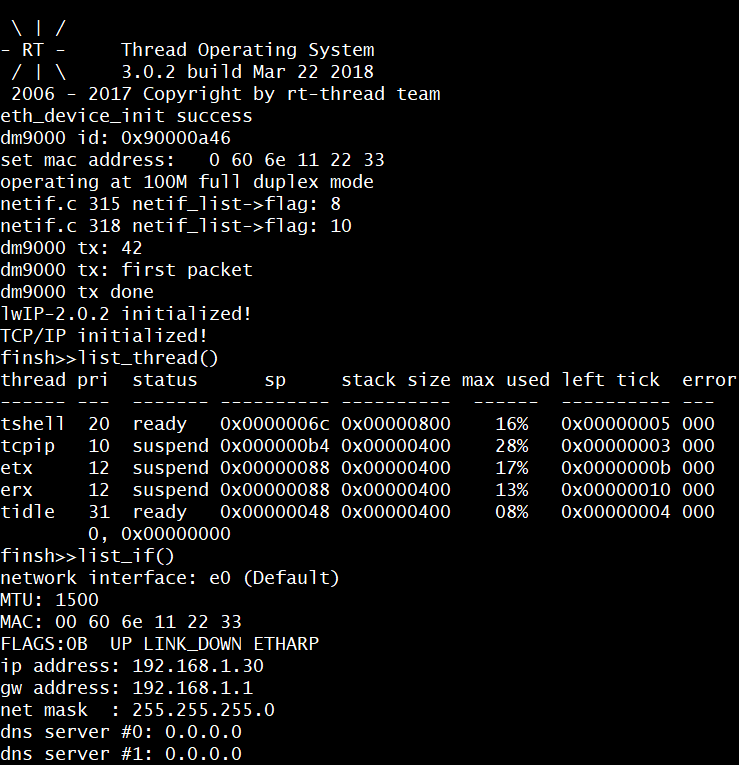 \ | /
- RT -     Thread Operating System
 / | \     3.0.2 build Mar 22 2018
 2006 - 2017 Copyright by rt-thread team
eth_device_init success
dm9000 id: 0x90000a46
set mac address:   0 60 6e 11 22 33
operating at 100M full duplex mode
netif.c 315 netif_list->flag: 8
netif.c 318 netif_list->flag: 10
dm9000 tx: 42
dm9000 tx: first packet
dm9000 tx done
lwIP-2.0.2 initialized!
TCP/IP initialized!
finsh>>list_thread()
thread pri  status      sp     stack size max used left tick  error
------ ---  ------- ---------- ----------  ------  ---------- ---
tshell  20  ready   0x0000006c 0x00000800    16%   0x00000005 000
tcpip   10  suspend 0x000000b4 0x00000400    28%   0x00000003 000
etx     12  suspend 0x00000088 0x00000400    17%   0x0000000b 000
erx     12  suspend 0x00000088 0x00000400    13%   0x00000010 000
tidle   31  ready   0x00000048 0x00000400    08%   0x00000004 000
        0, 0x00000000
finsh>>list_if()
network interface: e0 (Default)
MTU: 1500
MAC: 00 60 6e 11 22 33
FLAGS:0B  UP LINK_DOWN ETHARP
ip address: 192.168.1.30
gw address: 192.168.1.1
net mask  : 255.255.255.0
dns server #0: 0.0.0.0
dns server #1: 0.0.0.0